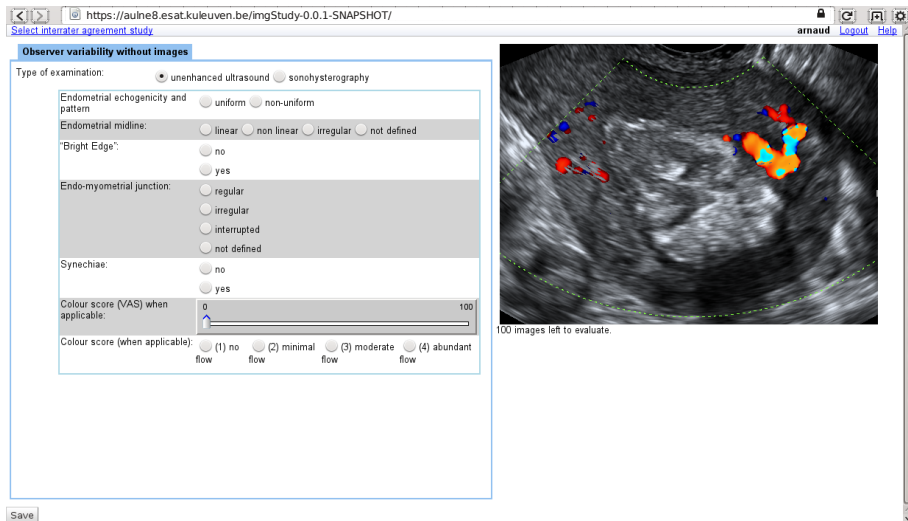 https://aulne8.esat.kuleuven.be/imgStudy-0.0.1-SNAPSHOT/
Select interrater agreement study
arnaud Logout Help
Observer variability without images
Type of examination: unenhanced ultrasound sonohysterography
Endometrial echogenicity and
pattern
uniform non-uniform
Endometrial midline: linear non linear irregular not defined
"Bright Edge": no
yes
Endo-myometrial junction: regular
irregular
interrupted
not defined
Synechiae: no
yes
Colour score (VAS) when
applicable:
0 100
Colour score (when applicable): (1) no (2) minimal (3) moderate (4) abundant
flow flow flow flow
100 images left to evaluate.
Save